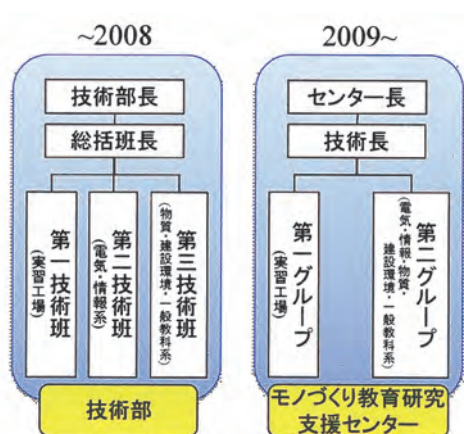 ~2008
技術部長
総括班長
第一技術班
(実習工場)
第二技術班
(電気・情報系)
第三技術班
(物質・建設環境・一般教科系)
技術部
2009~
センター長
技術長
第一グループ
(実習工場)
第二グループ
(電気・情報・物質・
建設環境・一般教科系)
モノづくり教育研究
支援センター